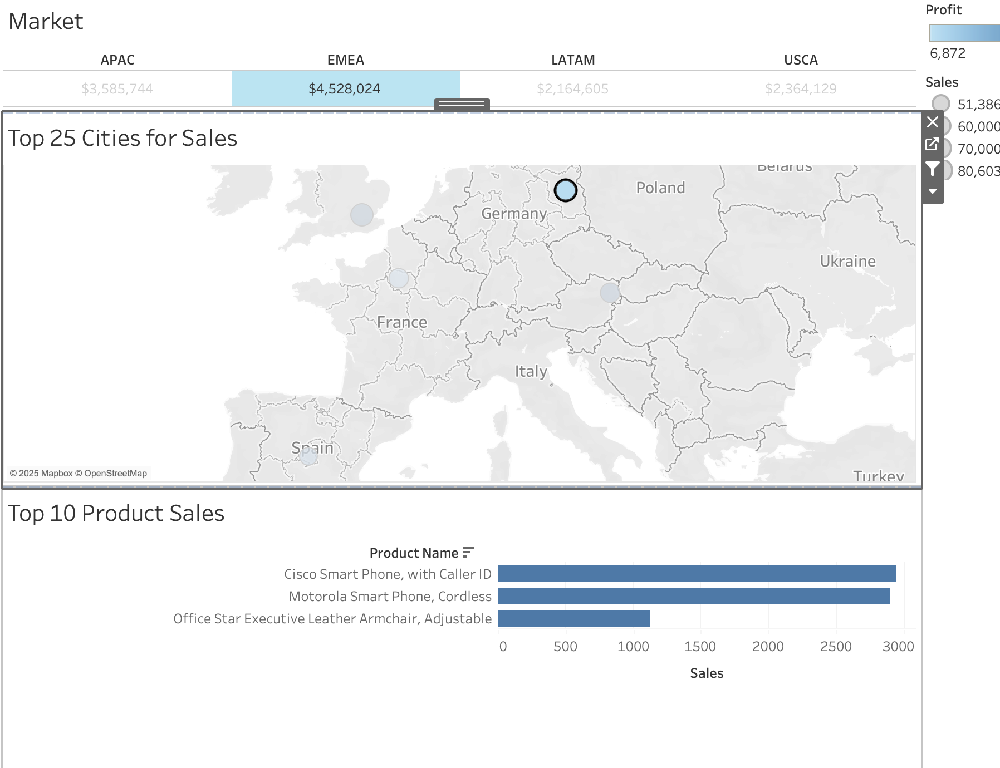 Market
APAC EMEA LATAM USCA
$3,585,744 $4,528,024 $2,164,605 $2,364,129
Profit
6,872
Sales
51,386
60,000
70,000
80,603
Top 25 Cities for Sales
Belarus
Poland
Germany
Ukraine
France
Italy
Spain
Turkey
© 2025 Mapbox © OpenStreetMap
Top 10 Product Sales
Product Name
Cisco Smart Phone, with Caller ID
Motorola Smart Phone, Cordless
Office Star Executive Leather Armchair, Adjustable
0 500 1000 1500 2000 2500 3000
Sales